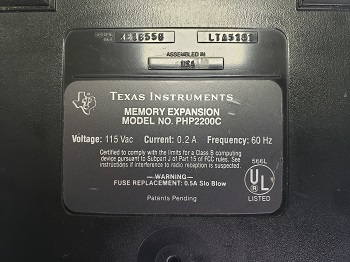 LTA5181
ASSEMBLED IN
USA
TEXAS INSTRUMENTS
MEMORY EXPANSION
MODEL NO. PHP2200C
Voltage: 115 Vac Current: 0.2 A Frequency: 60 Hz
Certified to comply with the limits for a Class B computing
device pursuant to Subpart J of Part 15 of FCC rules. See
instructions if interference to radio reception is suspected.
566L
UL
®
LISTED
—WARNING—
FUSE REPLACEMENT: 0.5A Slo Blow
Patents Pending